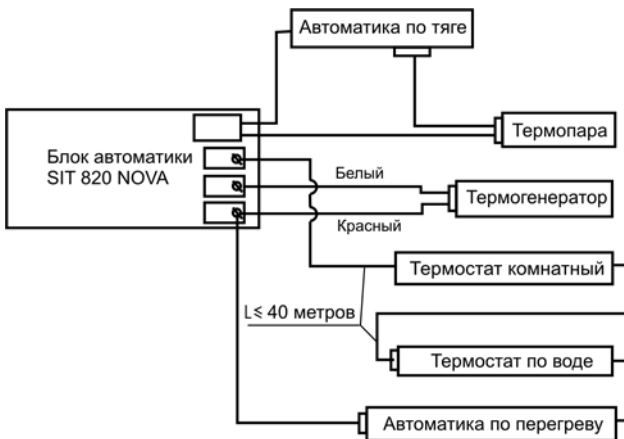 Автоматика по тяге
Термопара
Блок автоматики
SIT 820 NOVA
Белый
Термогенератор
Красный
Термостат комнатный
L≤ 40 метров
Термостат по воде
Автоматика по перегреву